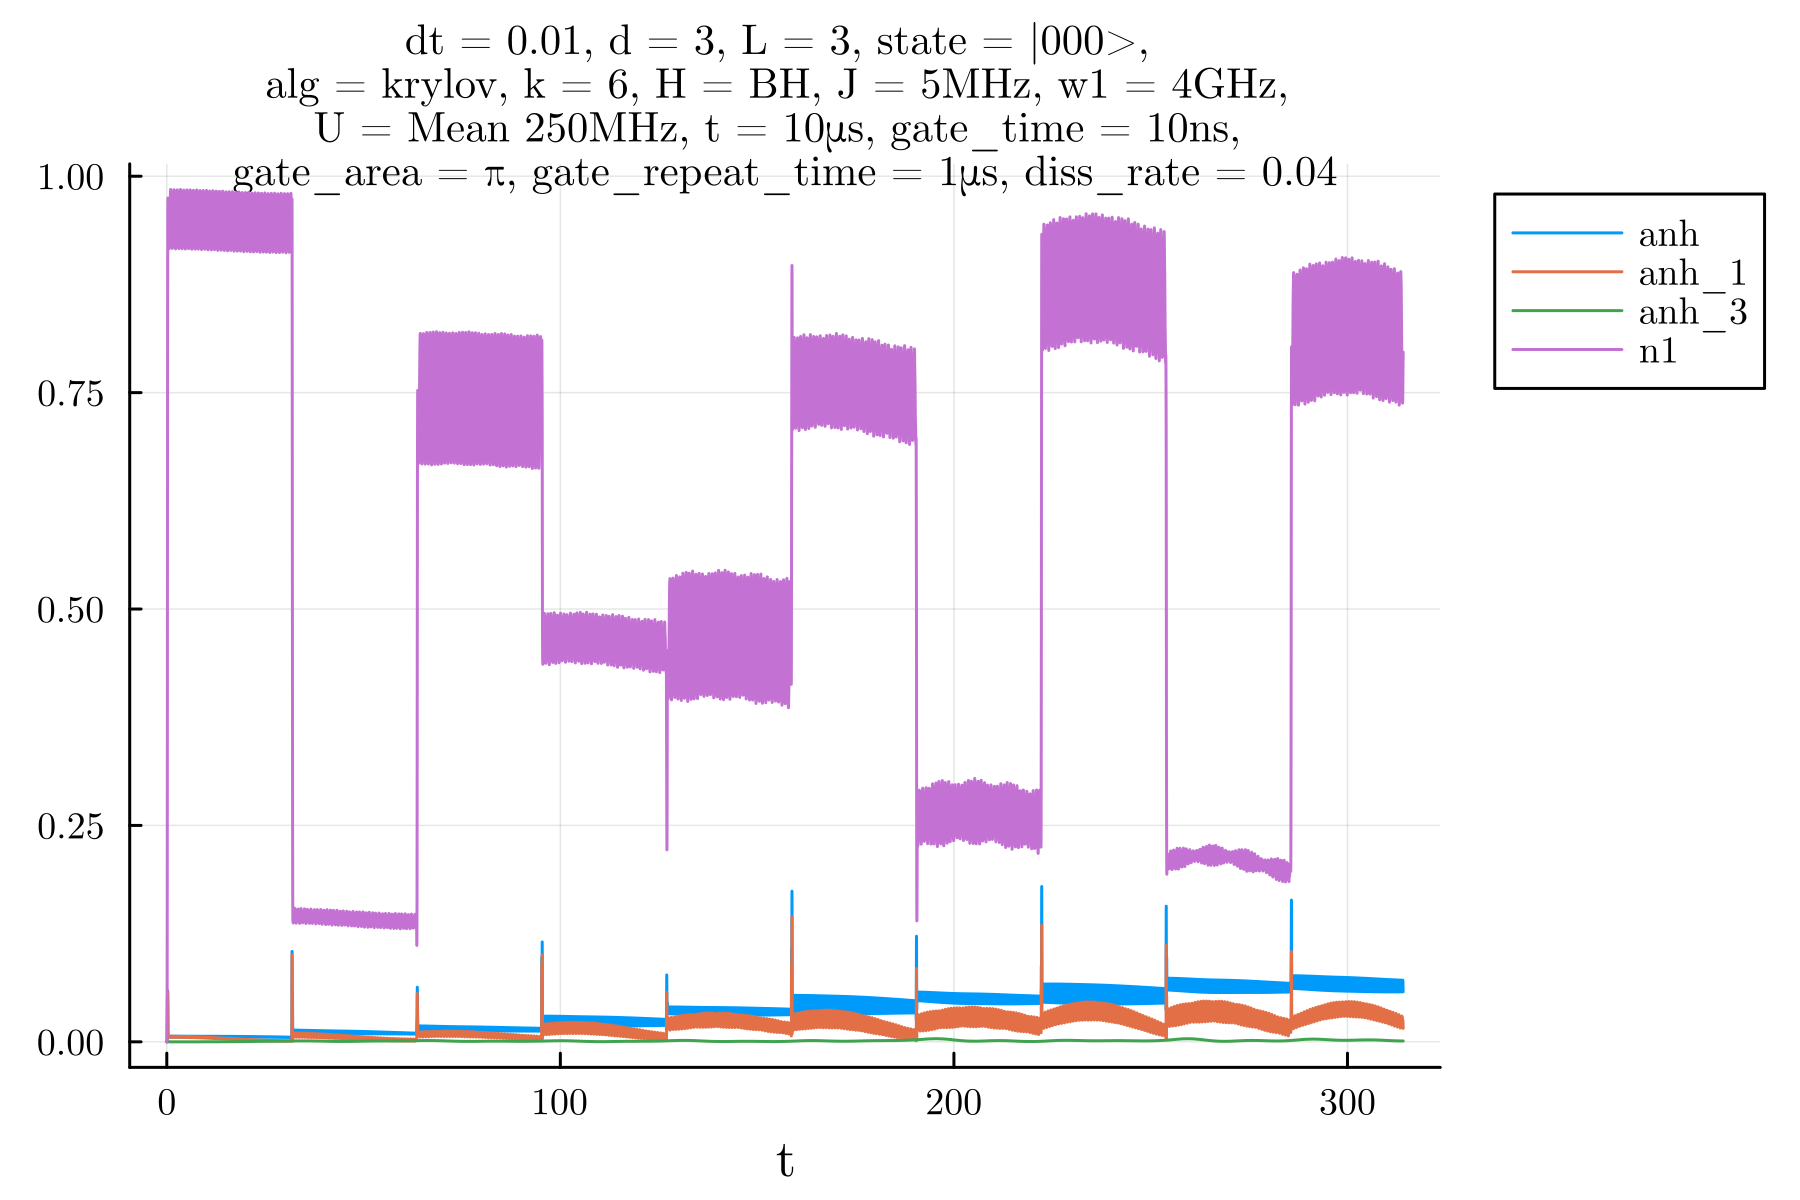 dt = 0.01, d = 3, L = 3, state = |000>,
alg = krylov, k = 6, H = BH, J = 5MHz, w1 = 4GHz,
U = Mean 250MHz, t = 10μs, gate_time = 10ns,
gate_area = π, gate_repeat_time = 1μs, diss_rate = 0.04
1.00
0.75
0.50
0.25
0.00
0
100
200
300
t
anh
anh_1
anh_3
n1